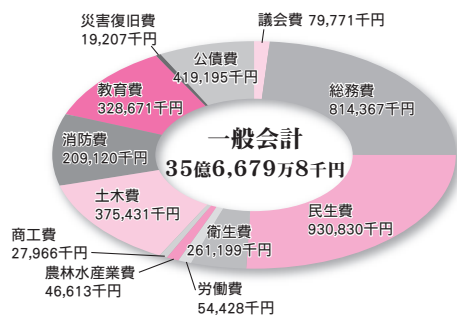 議会費 79,771千円
総務費
814,367千円
民生費
930,830千円
衛生費
261,199千円
労働費
54,428千円
農林水産業費
46,613千円
商工費
27,966千円
土木費
375,431千円
消防費
209,120千円
教育費
328,671千円
災害復旧費
19,207千円
公債費
419,195千円
一般会計
35億6,679万8千円